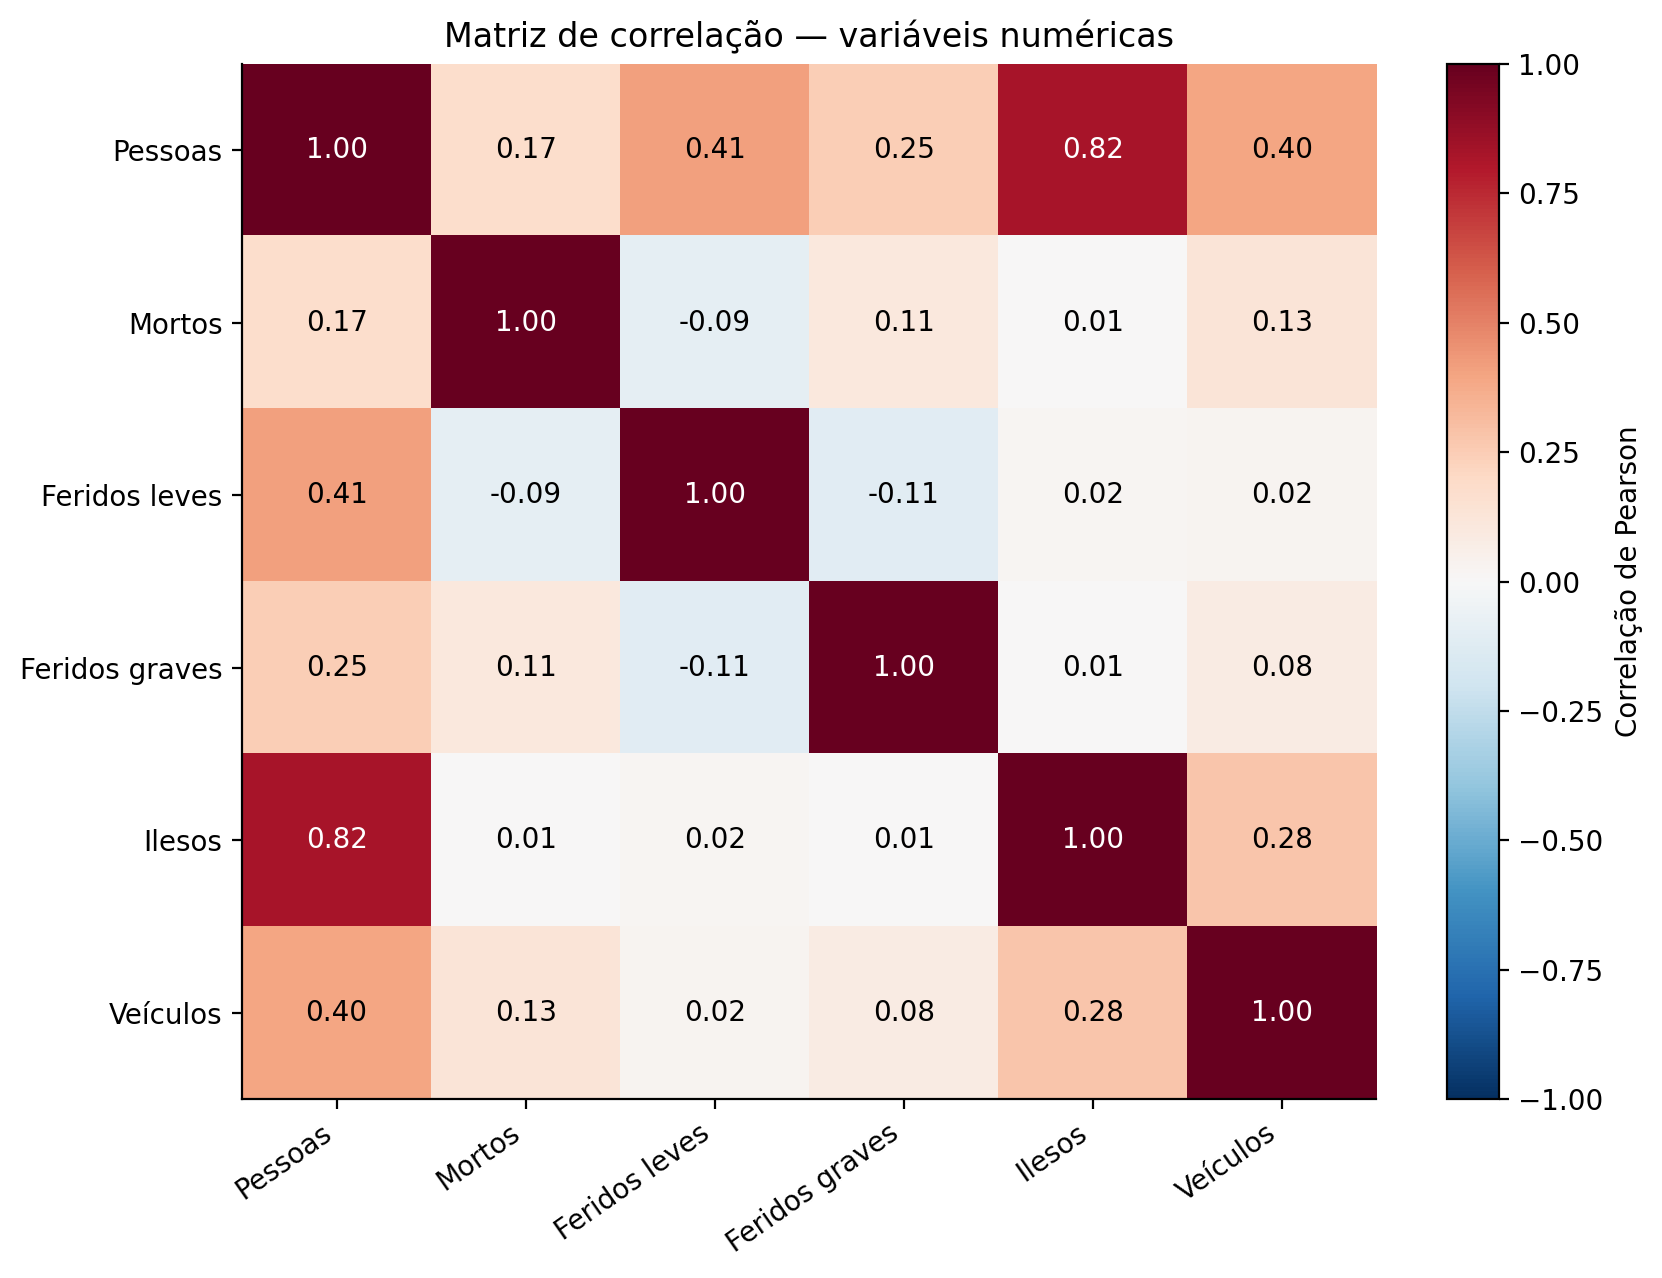 Matriz de correlação — variáveis numéricas
Pessoas 1.00 0.17 0.41 0.25 0.82 0.40
Mortos 0.17 1.00 -0.09 0.11 0.01 0.13
Feridos leves 0.41 -0.09 1.00 -0.11 0.02 0.02
Feridos graves 0.25 0.11 -0.11 1.00 0.01 0.08
Ilesos 0.82 0.01 0.02 0.01 1.00 0.28
Veículos 0.40 0.13 0.02 0.08 0.28 1.00
Pessoas Mortos Feridos leves Feridos graves Ilesos Veículos
1.00
0.75
0.50
0.25
0.00
−0.25
−0.50
−0.75
−1.00
Correlação de Pearson